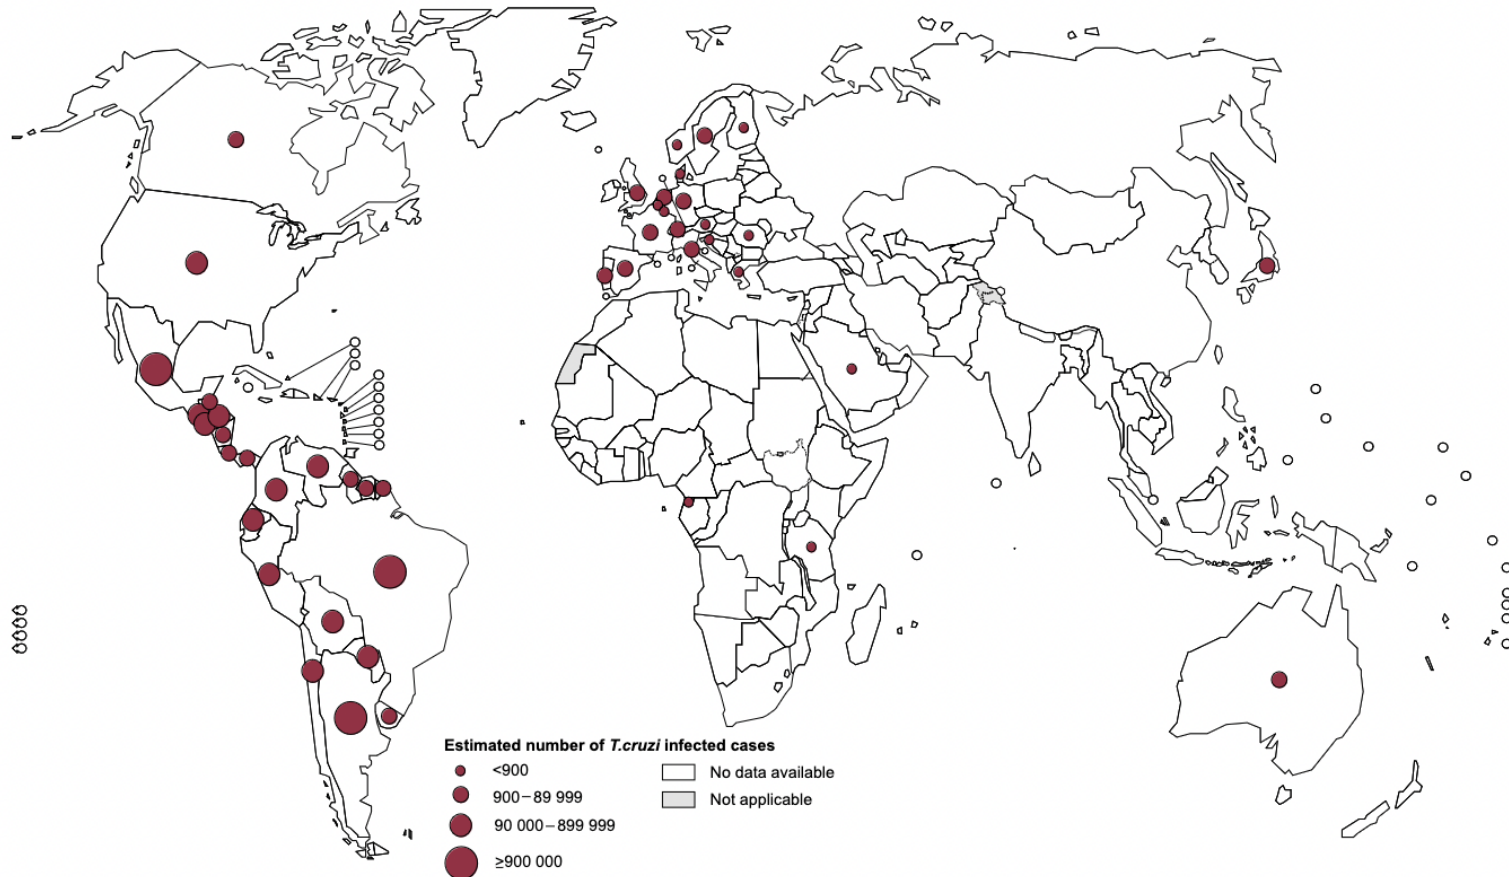 Estimated number of T.cruzi infected cases
<900
900–89 999
90 000–899 999
≥900 000
No data available
Not applicable